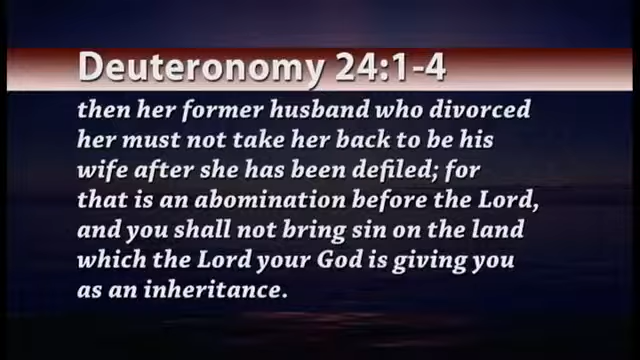 Deuteronomy 24:1-4
then her former husband who divorced
her must not take her back to be his
wife after she has been defiled; for
that is an abomination before the Lord,
and you shall not bring sin on the land
which the Lord your God is giving you
as an inheritance.